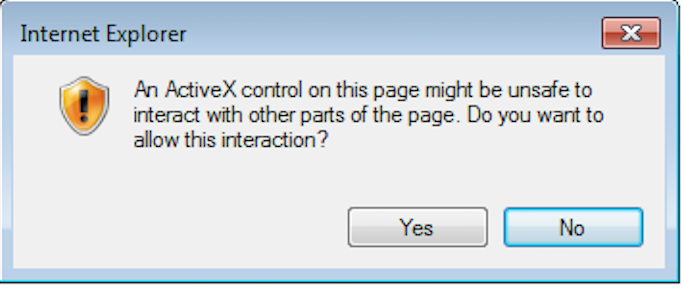 Internet Explorer
An ActiveX control on this page might be unsafe to
interact with other parts of the page. Do you want to
allow this interaction?
Yes No